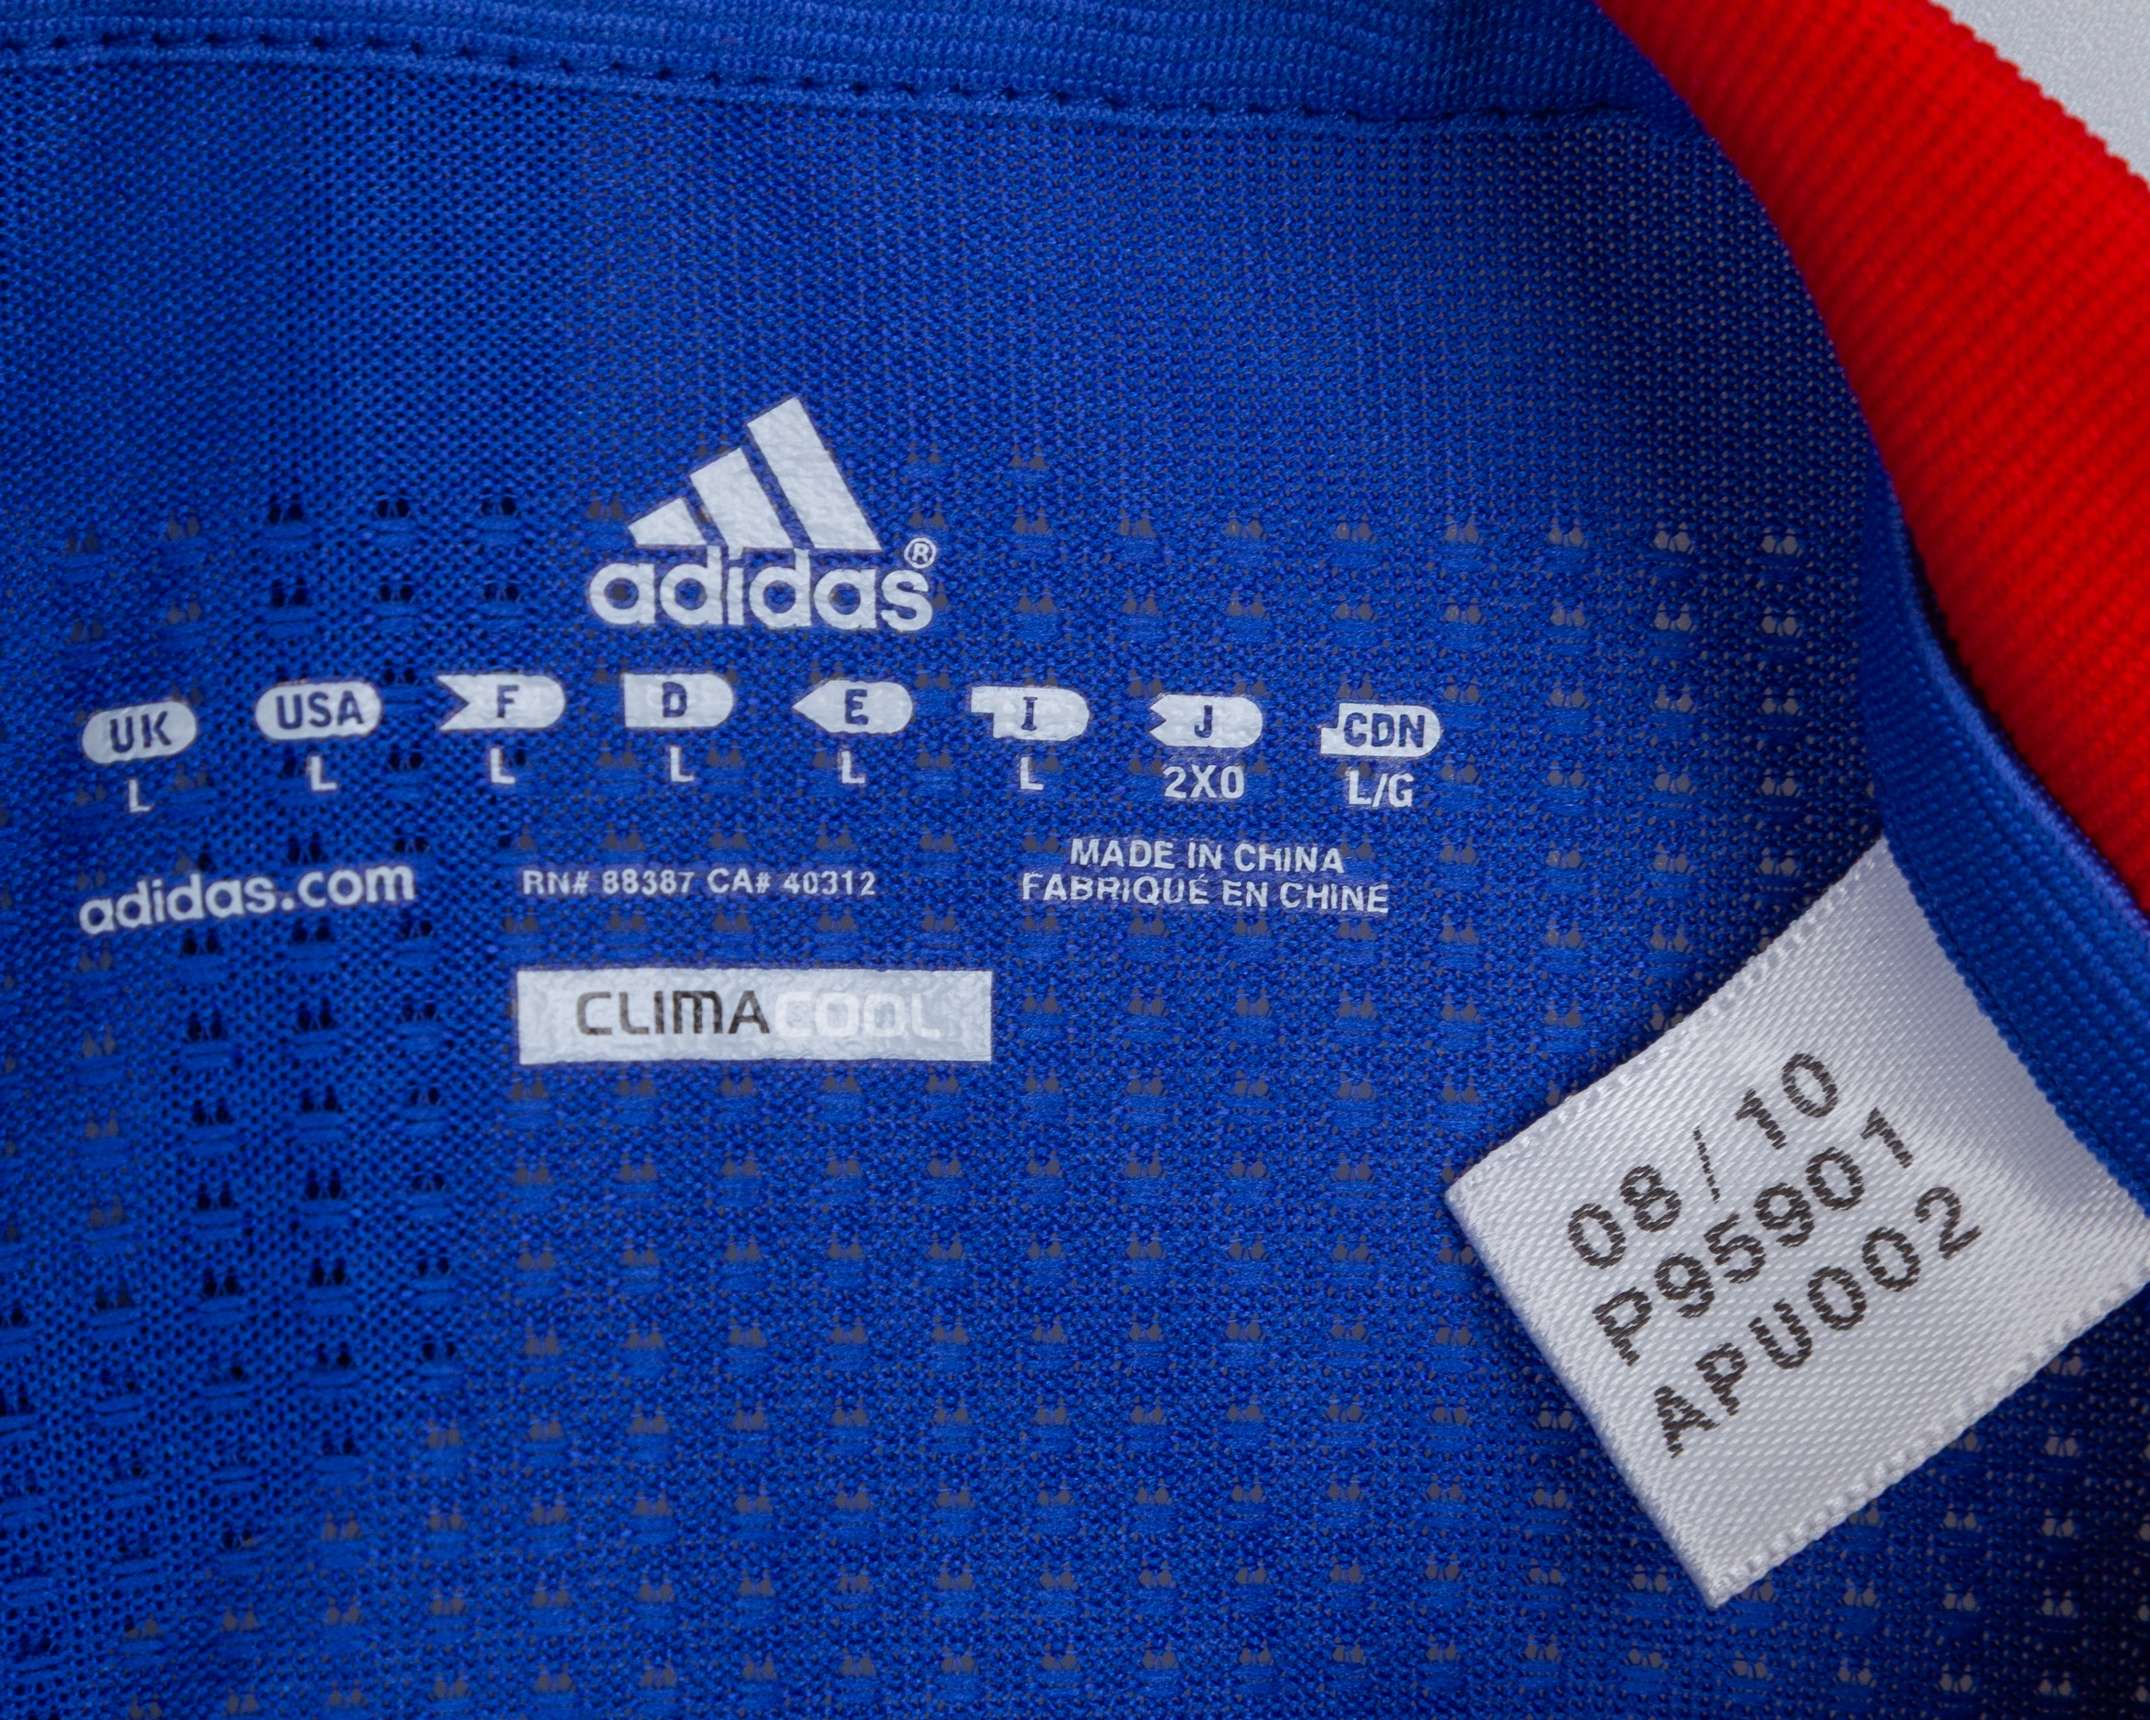 adidas®
UK USA F D E I J CDN
L L L L L L 2XO L/G
adidas.com
RN# 88387 CA# 40312
MADE IN CHINA
FABRIQUÉ EN CHINE
CLIMACOOL
08/10
P95901
APU002